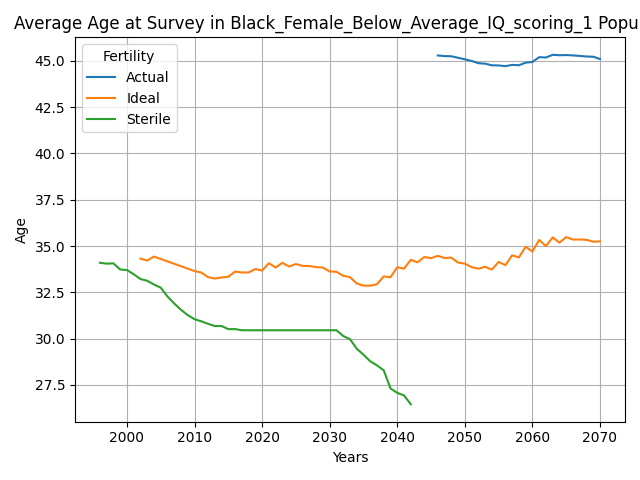 Average Age at Survey in Black_Female_Below_Average_IQ_scoring_1 Popu
Fertility
Actual
Ideal
Sterile
45.0
42.5
40.0
37.5
35.0
32.5
30.0
27.5
Age
2000 2010 2020 2030 2040 2050 2060 2070
Years